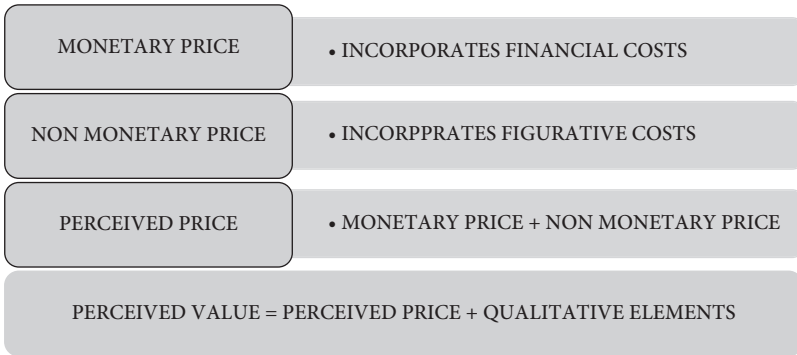 MONETARY PRICE
• INCORPORATES FINANCIAL COSTS
NON MONETARY PRICE
• INCORPPRATES FIGURATIVE COSTS
PERCEIVED PRICE
• MONETARY PRICE + NON MONETARY PRICE
PERCEIVED VALUE = PERCEIVED PRICE + QUALITATIVE ELEMENTS